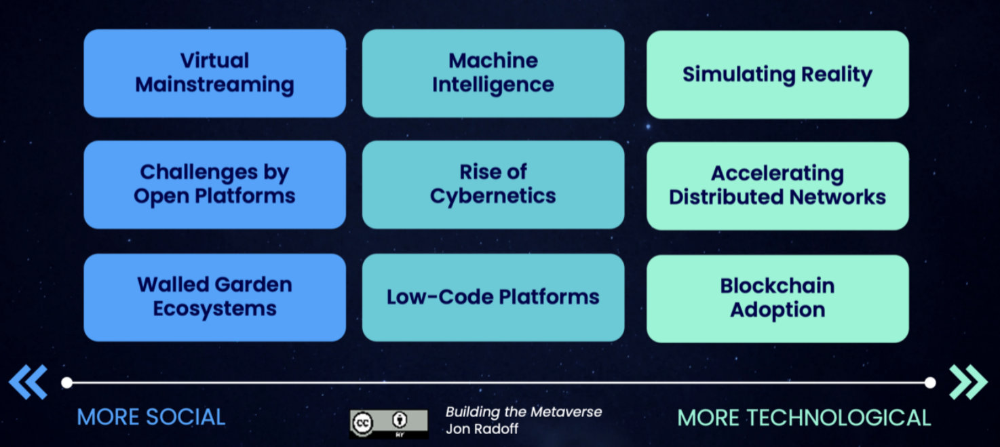 Virtual
Mainstreaming
Machine
Intelligence
Simulating Reality
Challenges by
Open Platforms
Rise of
Cybernetics
Accelerating
Distributed Networks
Walled Garden
Ecosystems
Low-Code Platforms
Blockchain
Adoption
MORE SOCIAL
cc
BY
Building the Metaverse
Jon Radoff
MORE TECHNOLOGICAL